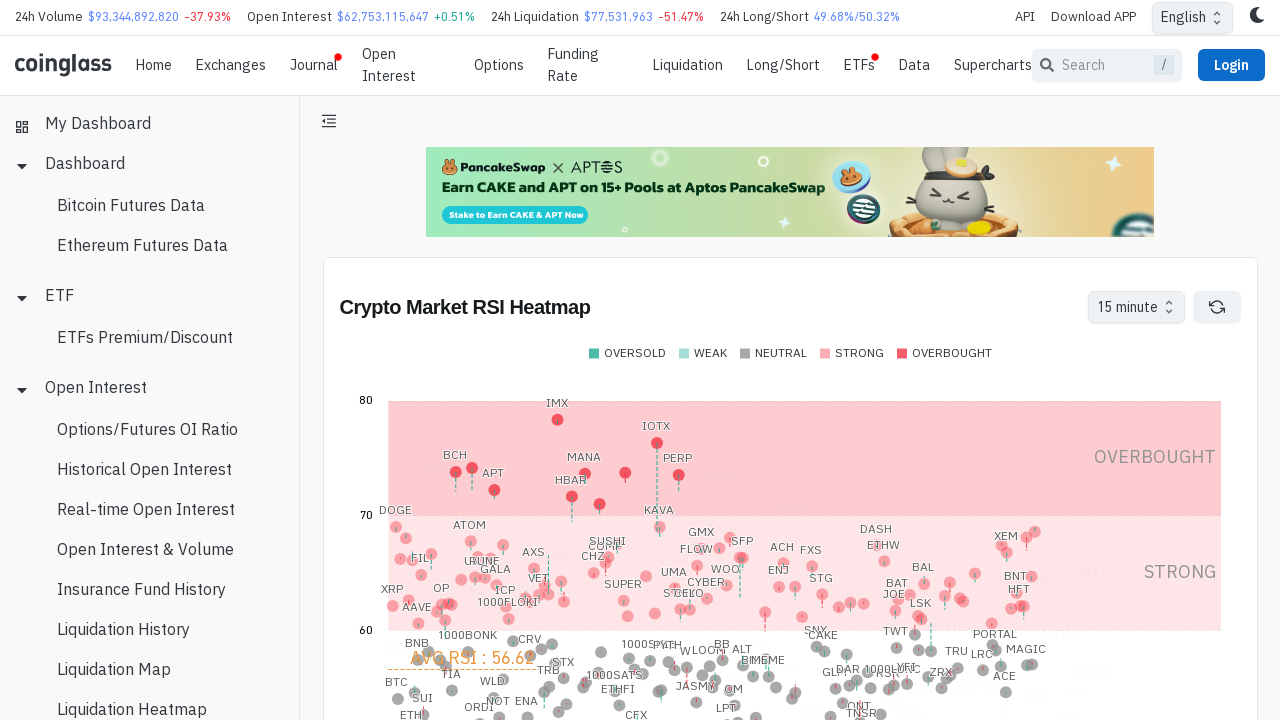 24h Volume $93,344,892,820 -37.93% Open Interest $62,753,115,647 +0.51% 24h Liquidation $77,531,963 -51.47% 24h Long/Short 49.68%/50.32% API Download APP English
coinglass Home Exchanges Journal Open Interest Options Funding Rate Liquidation Long/Short ETFs Data Supercharts Search / Login
My Dashboard
Dashboard
Bitcoin Futures Data
Ethereum Futures Data
ETF
ETFs Premium/Discount
Open Interest
Options/Futures OI Ratio
Historical Open Interest
Real-time Open Interest
Open Interest & Volume
Insurance Fund History
Liquidation History
Liquidation Map
Liquidation Heatmap
PancakeSwap × APTOS
Earn CAKE and APT on 15+ Pools at Aptos PancakeSwap
Stake to Earn CAKE & APT Now
Crypto Market RSI Heatmap 15 minute
OVERSOLD WEAK NEUTRAL STRONG OVERBOUGHT
80
IMX
IOTX
BCH MANA PERP OVERBOUGHT
APT HBAR
70 DOGE KAVA
ATOM GMX DASH XEM
SUSHI SFP ETHW
AXS FLOW ACH FXS
FIL RUNE CHZ
GALA VET UMA WOO ENJ STG BAL BNT STRONG
XRP OP ICP SUPER CYBER BAT HFT
AAVE 1000FLOKI JOE LSK
60 SNX TWT PORTAL
BNB 1000BONK CRV CAKE
AVG RSI : 56.62 BB ALT TRU LRC MAGIC
TIA TRB STX MEME DAR YFI ZRX ACE
BTC WLD 1000SATS
SUI NOT ENA ETHFI JASMY LPT
ETH ORDI CFX TNSR